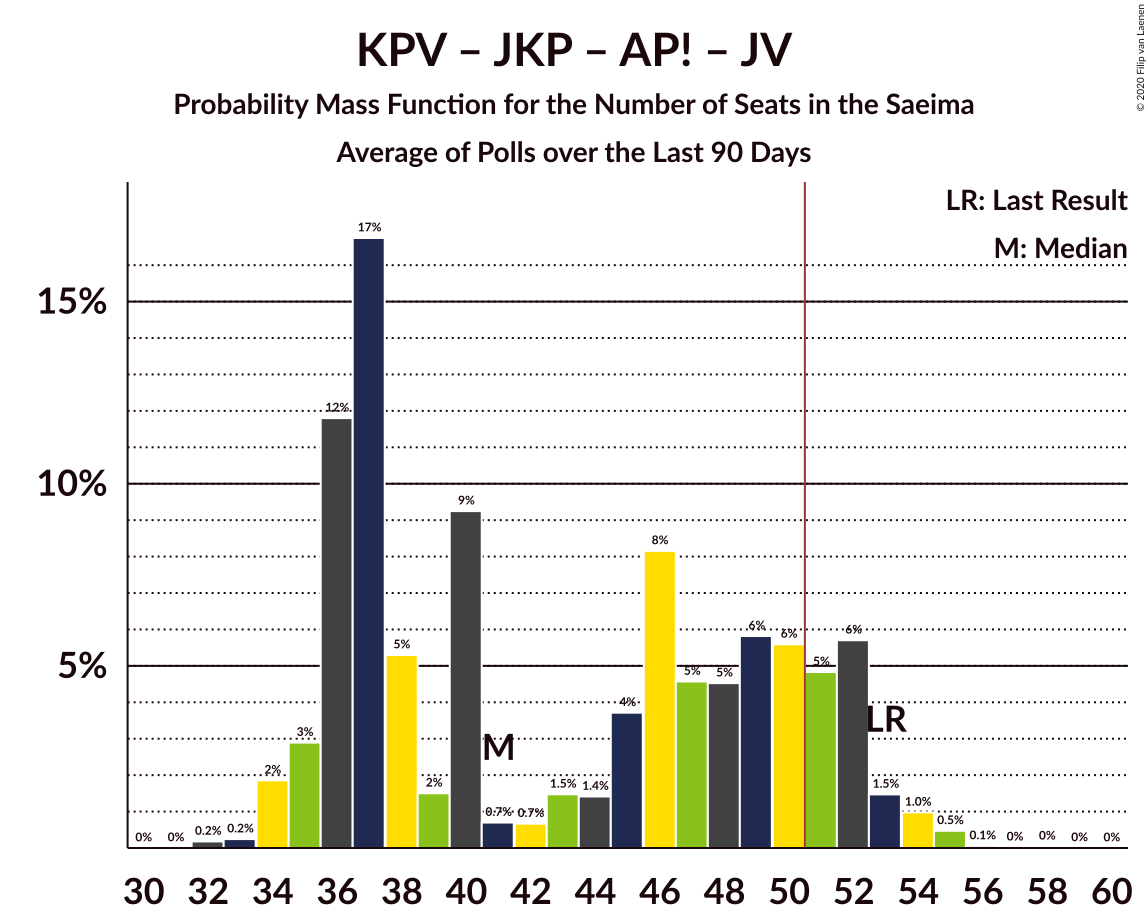 KPV – JKP – AP! – JV
Probability Mass Function for the Number of Seats in the Saeima
Average of Polls over the Last 90 Days
© 2020 Filip van Laenen
LR: Last Result
M: Median
15%
10%
5%
0% 0% 0.2% 0.2% 2% 3% 12% 17% 5% 2% 9% 0.7% 0.7% 1.5% 1.4% 4% 8% 5% 5% 6% 6% 5% 6% 1.5% 1.0% 0.5% 0.1% 0% 0% 0% 0%
M
LR
30 32 34 36 38 40 42 44 46 48 50 52 54 56 58 60